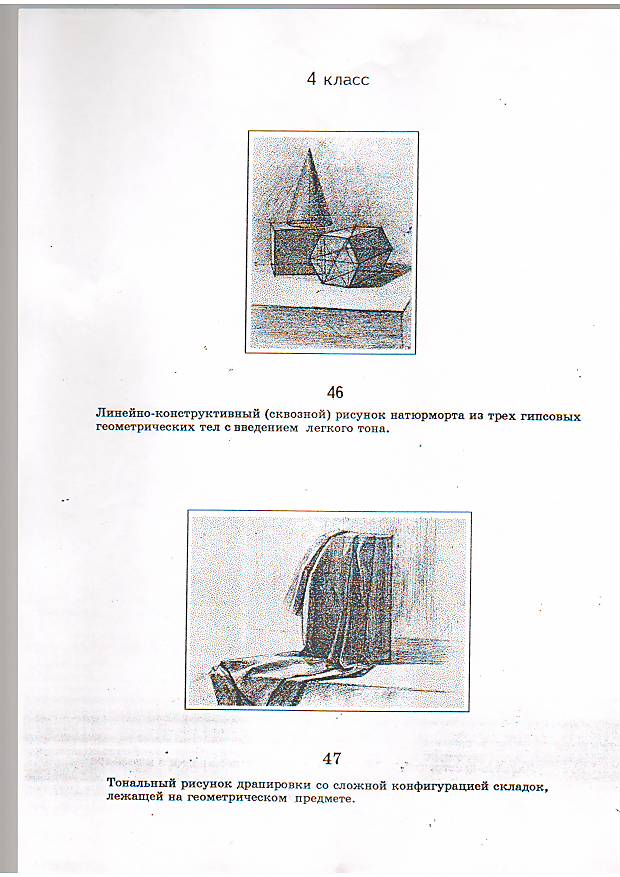 4 класс
46
Линейно-конструктивный (сквозной) рисунок натюрморта из трех гипсовых
геометрических тел с введением легкого тона.
47
Тональный рисунок драпировки со сложной конфигурацией складок,
лежащей на геометрическом предмете.